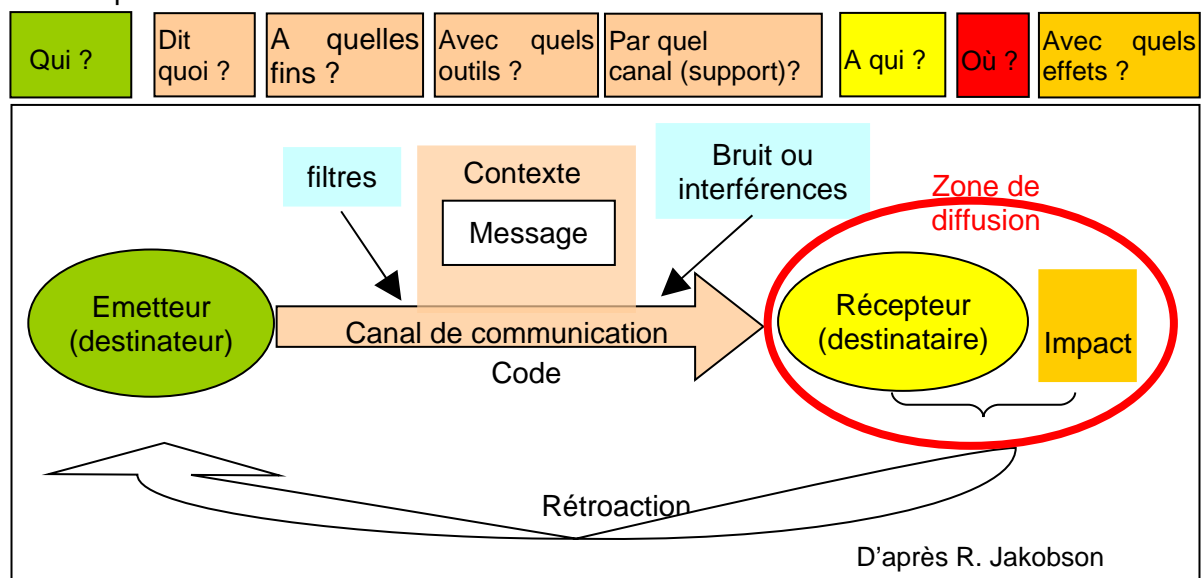 Qui ?
Dit
quoi ?
A quelles
fins ?
Avec quels
outils ?
Par quel
canal (support)?
A qui ?
Où ?
Avec quels
effets ?
filtres
Contexte
Message
Bruit ou
interférences
Zone de
diffusion
Emetteur
(destinateur)
Canal de communication
Code
Récepteur
(destinataire)
Impact
Rétroaction
D'après R. Jakobson